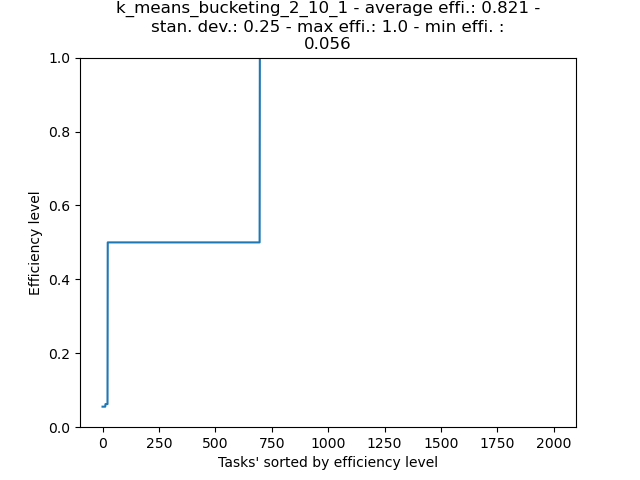 k_means_bucketing_2_10_1 - average effi.: 0.821 -
stan. dev.: 0.25 - max effi.: 1.0 - min effi. :
0.056
1.0
0.8
0.6
0.4
0.2
0.0
Efficiency level
0 250 500 750 1000 1250 1500 1750 2000
Tasks' sorted by efficiency level